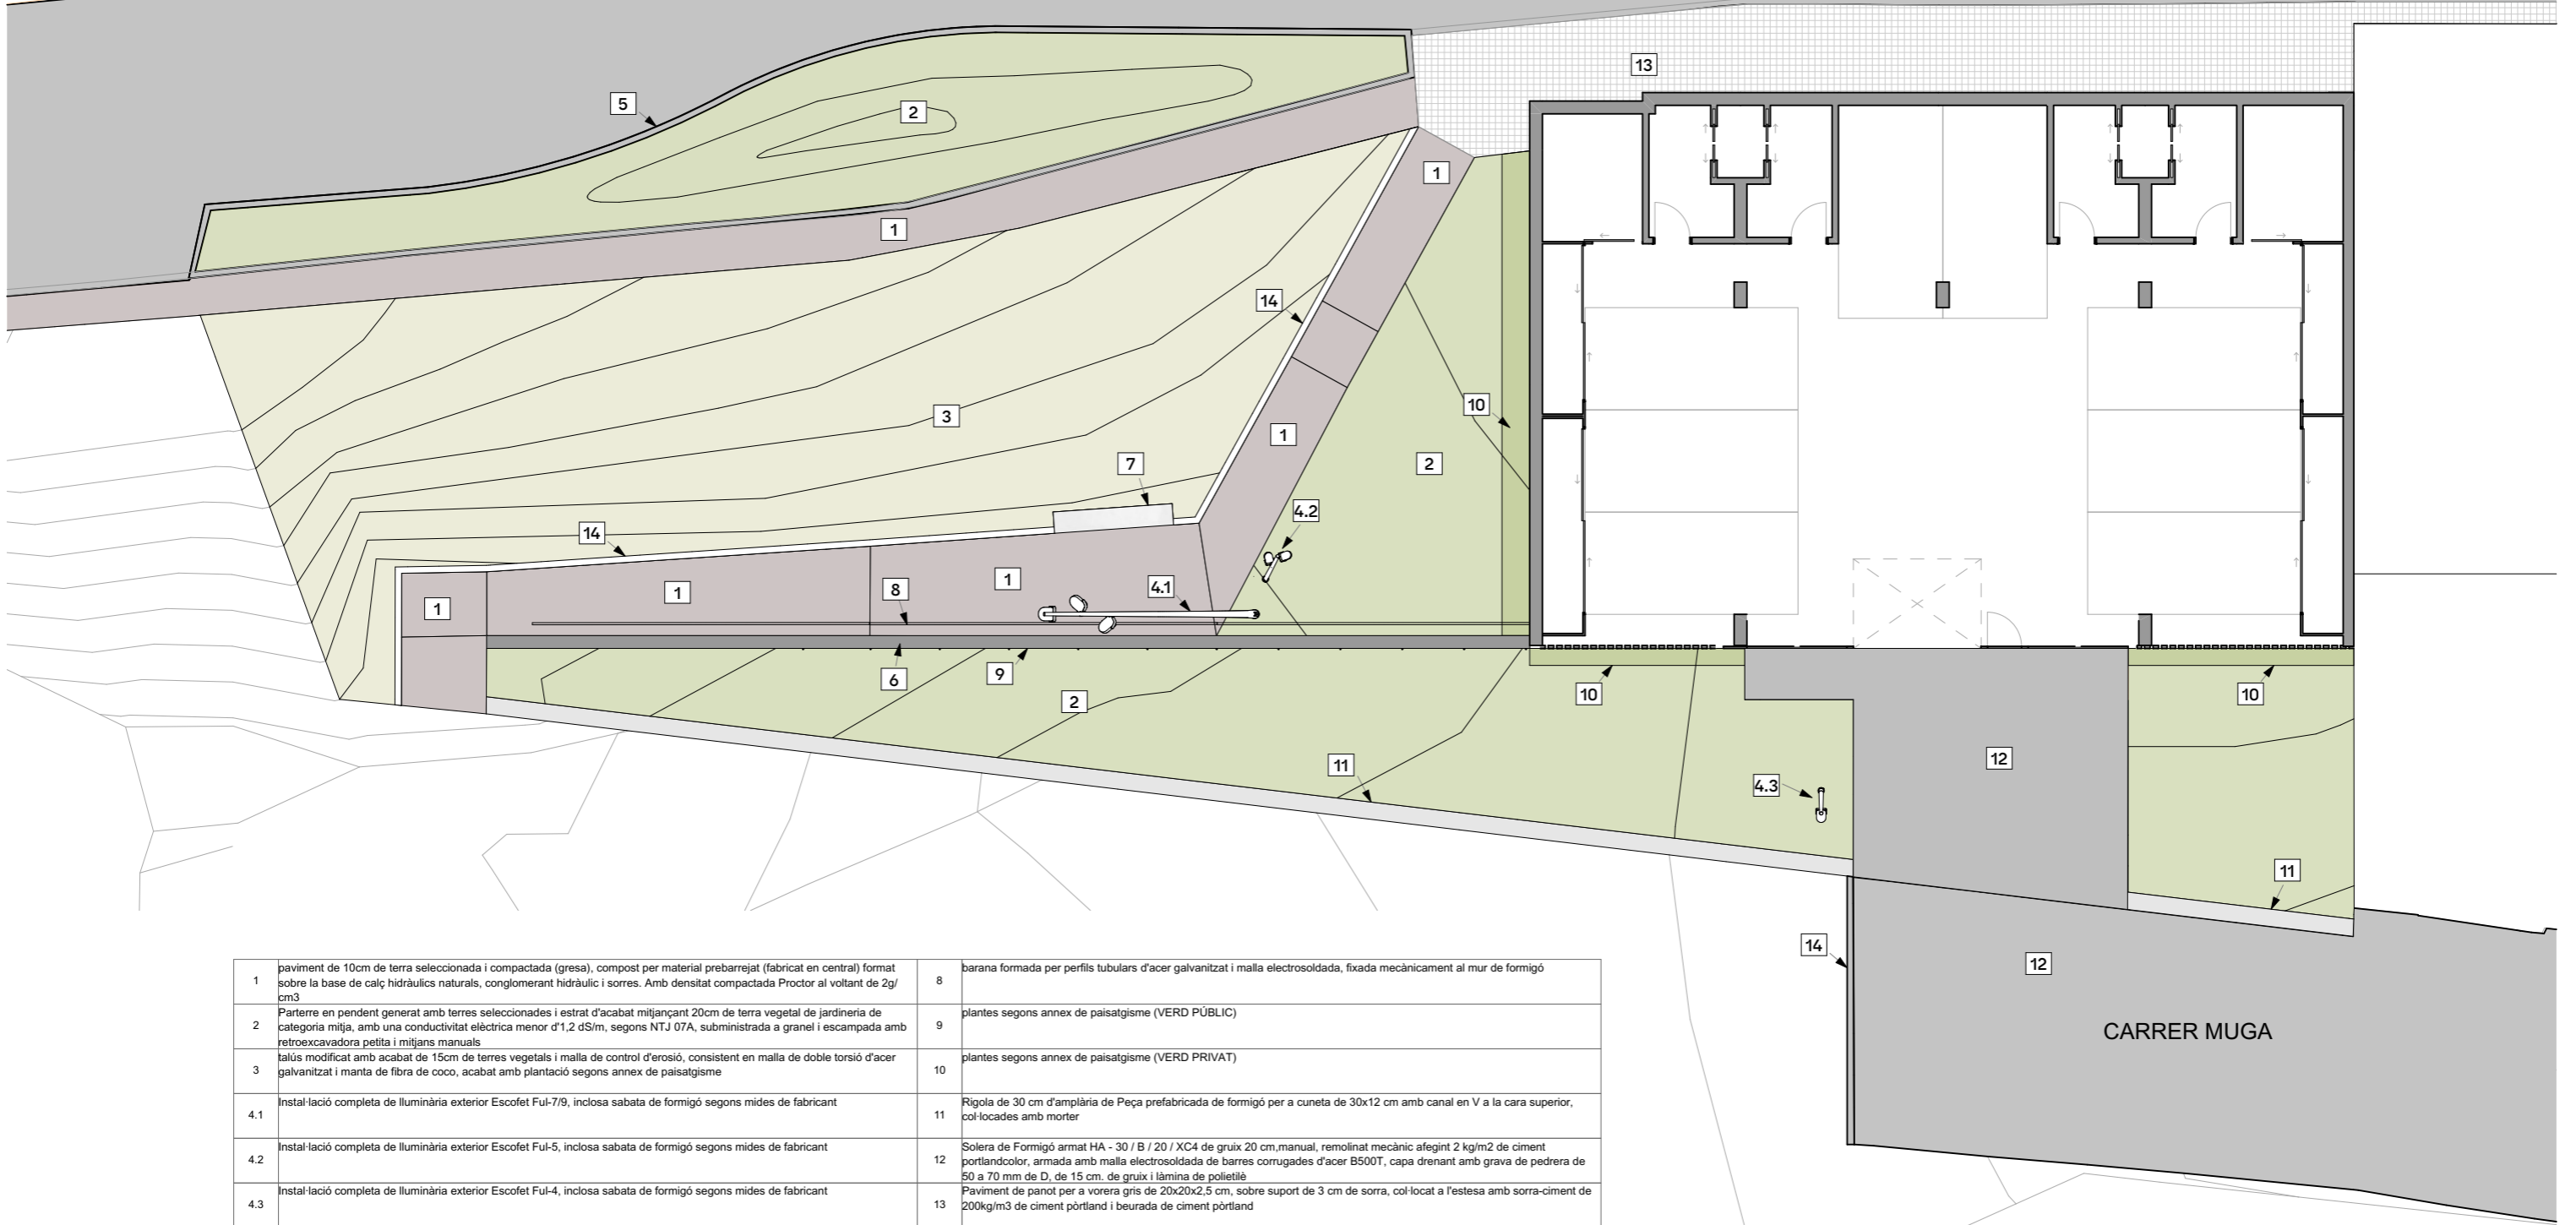 13
5
2
1
1
14
3
10
1
2
7
4.2
14
1
1
8
1
4.1
6
9
2
10
10
11
12
4.3
11
14
12
CARRER MUGA
1
paviment de 10cm de terra seleccionada i compactada (gresa), compost per material prebarrejat (fabricat en central) format
sobre la base de calç hidràulics naturals, conglomerant hidràulic i sorres. Amb densitat compactada Proctor al voltant de 2g/
cm3
2
Parterre en pendent generat amb terres seleccionades i estrat d'acabat mitjançant 20cm de terra vegetal de jardineria de
categoria mitja, amb una conductivitat elèctrica menor d'1,2 dS/m, segons NTJ 07A, subministrada a granel i escampada amb
retroexcavadora petita i mitjans manuals
3
talús modificat amb acabat de 15cm de terres vegetals i malla de control d'erosió, consistent en malla de doble torsió d'acer
galvanitzat i manta de fibra de coco, acabat amb plantació segons annex de paisatgisme
4.1
Instal·lació completa de lluminària exterior Escofet Ful-7/9, inclosa sabata de formigó segons mides de fabricant
4.2
Instal·lació completa de lluminària exterior Escofet Ful-5, inclosa sabata de formigó segons mides de fabricant
4.3
Instal·lació completa de lluminària exterior Escofet Ful-4, inclosa sabata de formigó segons mides de fabricant
8
barana formada per perfils tubulars d'acer galvanitzat i malla electrosoldada, fixada mecànicament al mur de formigó
9
plantes segons annex de paisatgisme (VERD PÚBLIC)
10
plantes segons annex de paisatgisme (VERD PRIVAT)
11
Rigola de 30 cm d'amplària de Peça prefabricada de formigó per a cuneta de 30x12 cm amb canal en V a la cara superior,
col·locades amb morter
12
Solera de Formigó armat HA - 30 / B / 20 / XC4 de gruix 20 cm,manual, remolinat mecànic afegint 2 kg/m2 de ciment
portlandcolor, armada amb malla electrosoldada de barres corrugades d'acer B500T, capa drenant amb grava de pedrera de
50 a 70 mm de D, de 15 cm. de gruix i làmina de polietilè
13
Paviment de panot per a vorera gris de 20x20x2,5 cm, sobre suport de 3 cm de sorra, col·locat a l'estesa amb sorra-ciment de
200kg/m3 de ciment pòrtland i beurada de ciment pòrtland